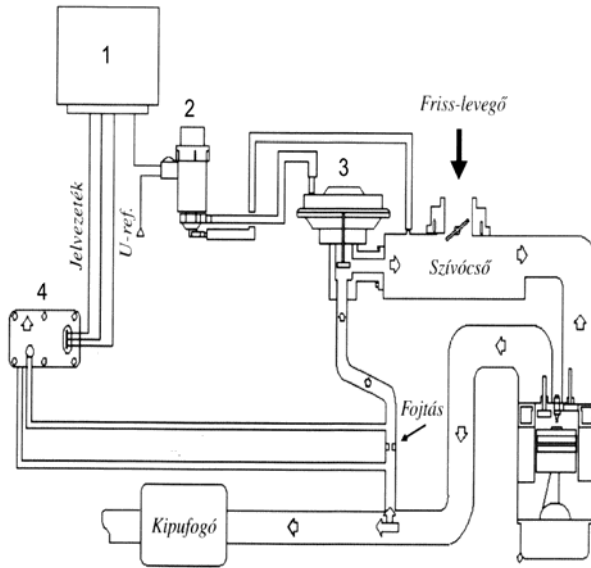 1
2
3
Friss-levegő
Jelvezeték
U-ref.
Szívócső
4
Fojtás
Kipufogó